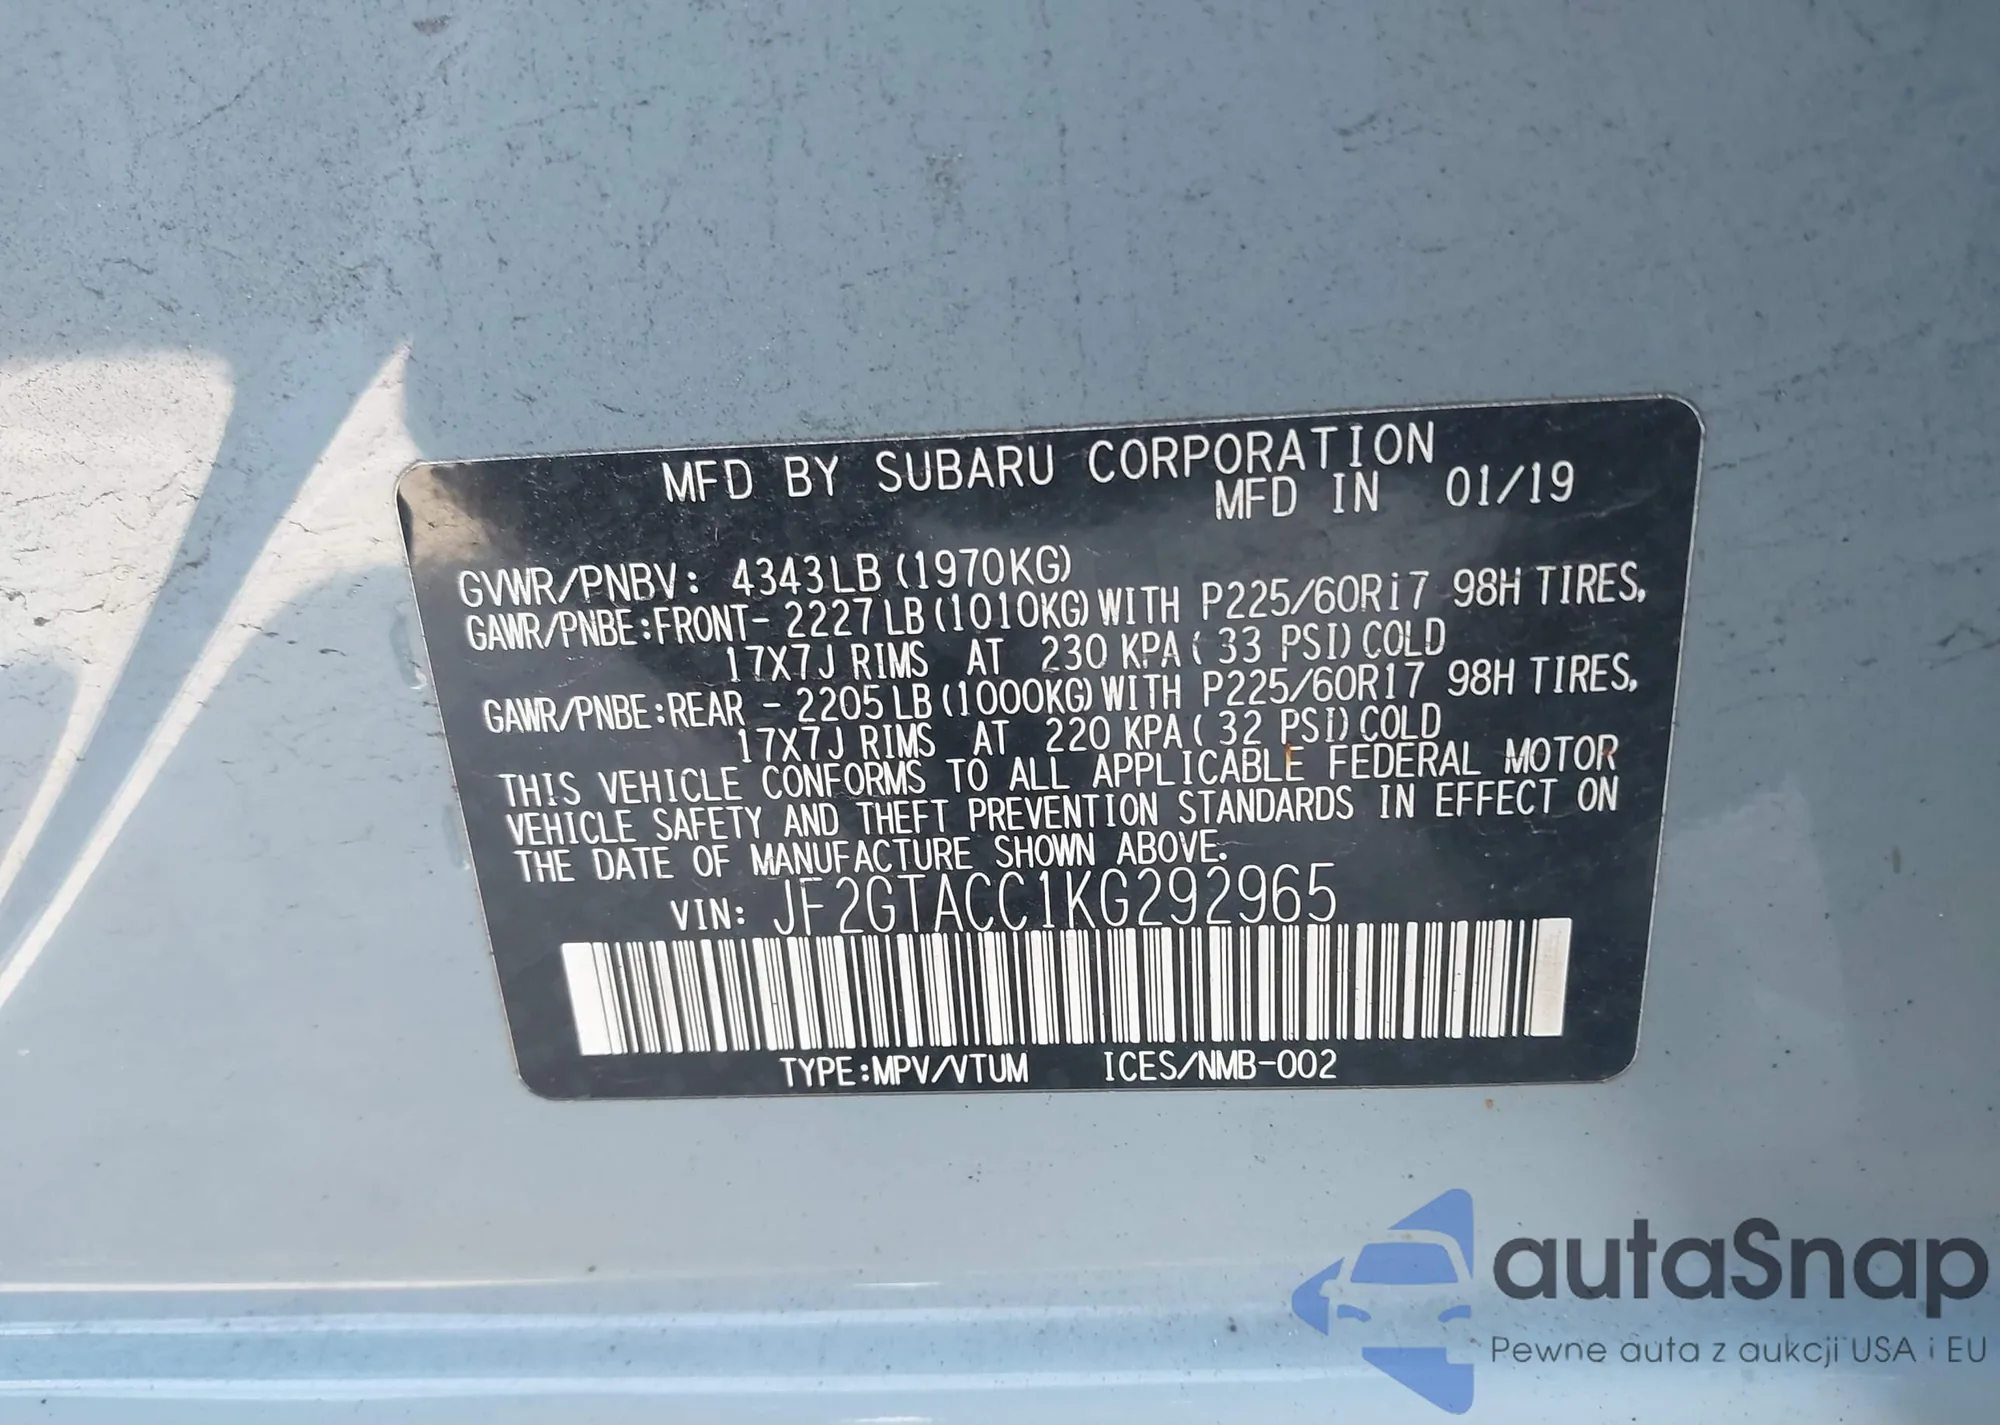 MFD BY SUBARU CORPORATION
MFD IN 01/19
GVWR/PNBV: 4343LB(1970KG)
GAWR/PNBE:FRONT- 2227LB(1010KG)WITH P225/60R17 98H TIRES,
17X7J RIMS AT 230 KPA( 33 PSI)COLD
GAWR/PNBE:REAR - 2205LB(1000KG)WITH P225/60R17 98H TIRES,
17X7J RIMS AT 220 KPA( 32 PSI)COLD
THIS VEHICLE CONFORMS TO ALL APPLICABLE FEDERAL MOTOR
VEHICLE SAFETY AND THEFT PREVENTION STANDARDS IN EFFECT ON
THE DATE OF MANUFACTURE SHOWN ABOVE.
VIN: JF2GTACC1KG292965
TYPE:MPV/VTUM ICES/NMB-002
autaSnap
Pewne auta z aukcji USA i EU